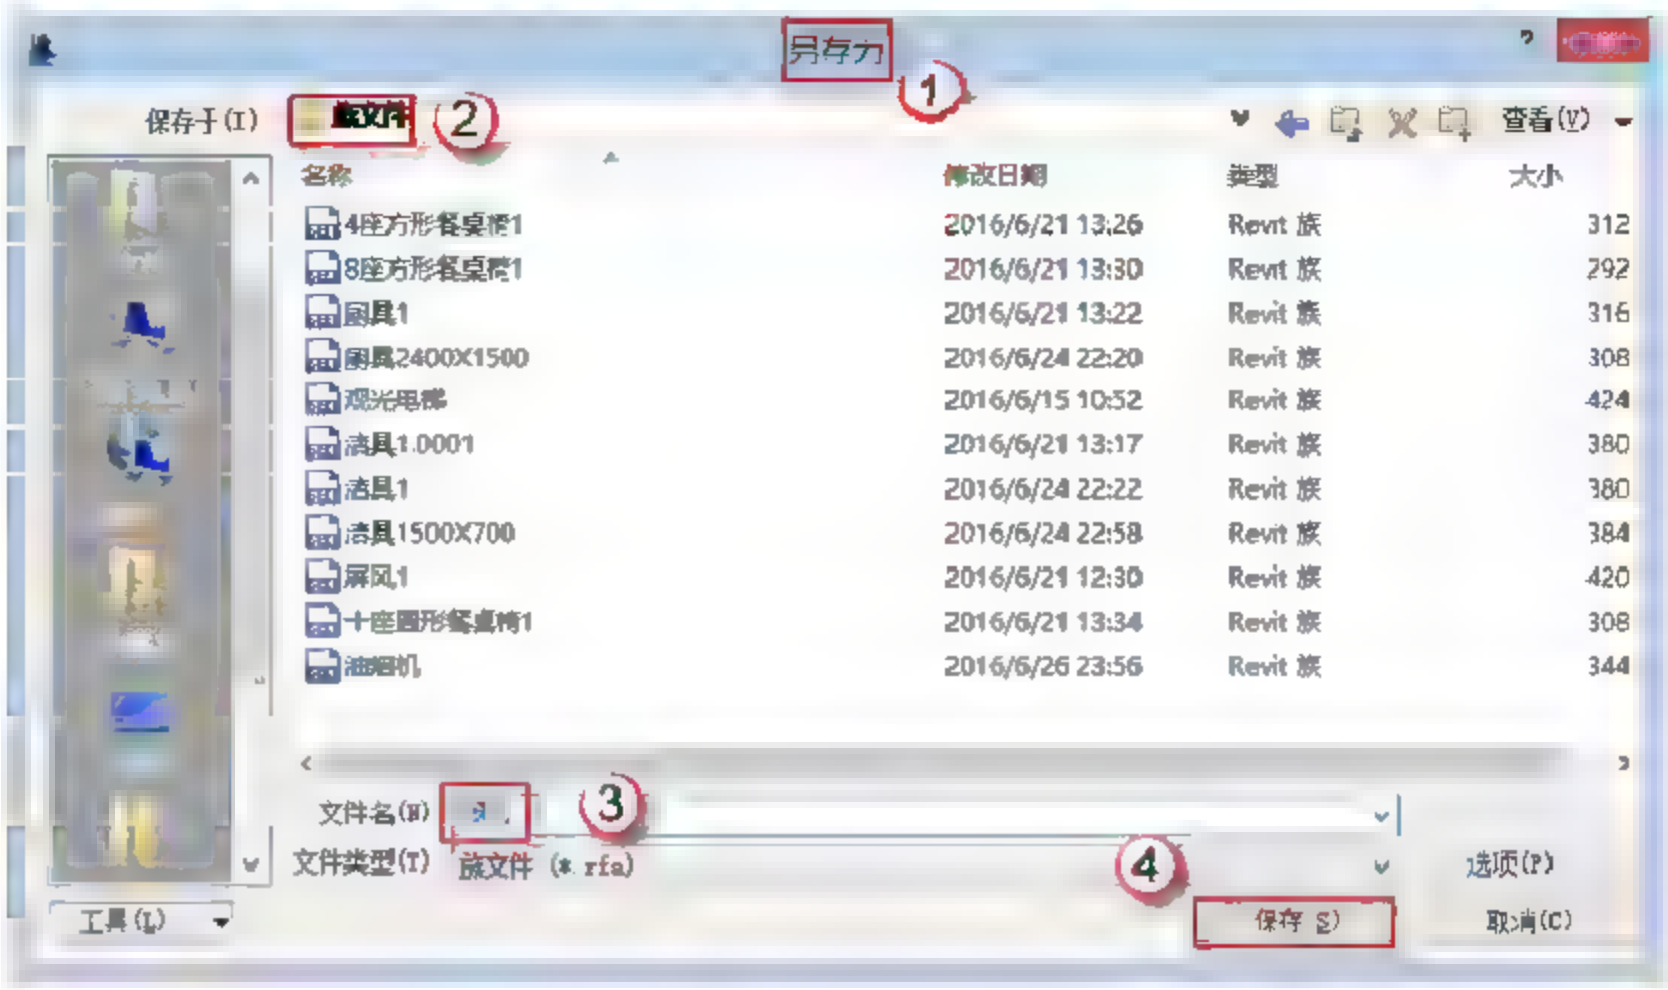 另存为
①
保存于(I)
族文件
②
查看(V)
名称 修改日期 类型 大小
4座方形餐桌椅1 2016/6/21 13:26 Revit 族 312
8座方形餐桌椅1 2016/6/21 13:30 Revit 族 292
厨具1 2016/6/21 13:22 Revit 族 316
厨具2400X1500 2016/6/24 22:20 Revit 族 308
观光电梯 2016/6/15 10:52 Revit 族 424
洁具1.0001 2016/6/21 13:17 Revit 族 380
洁具1 2016/6/24 22:22 Revit 族 380
洁具1500X700 2016/6/24 22:58 Revit 族 384
屏风1 2016/6/21 12:30 Revit 族 420
十座圆形餐桌椅1 2016/6/21 13:34 Revit 族 308
油烟机 2016/6/26 23:56 Revit 族 344
文件名(N)
③
文件类型(T) 族文件 (*.rfa)
④
选项(P)
工具(L)
保存 S)
取消(C)